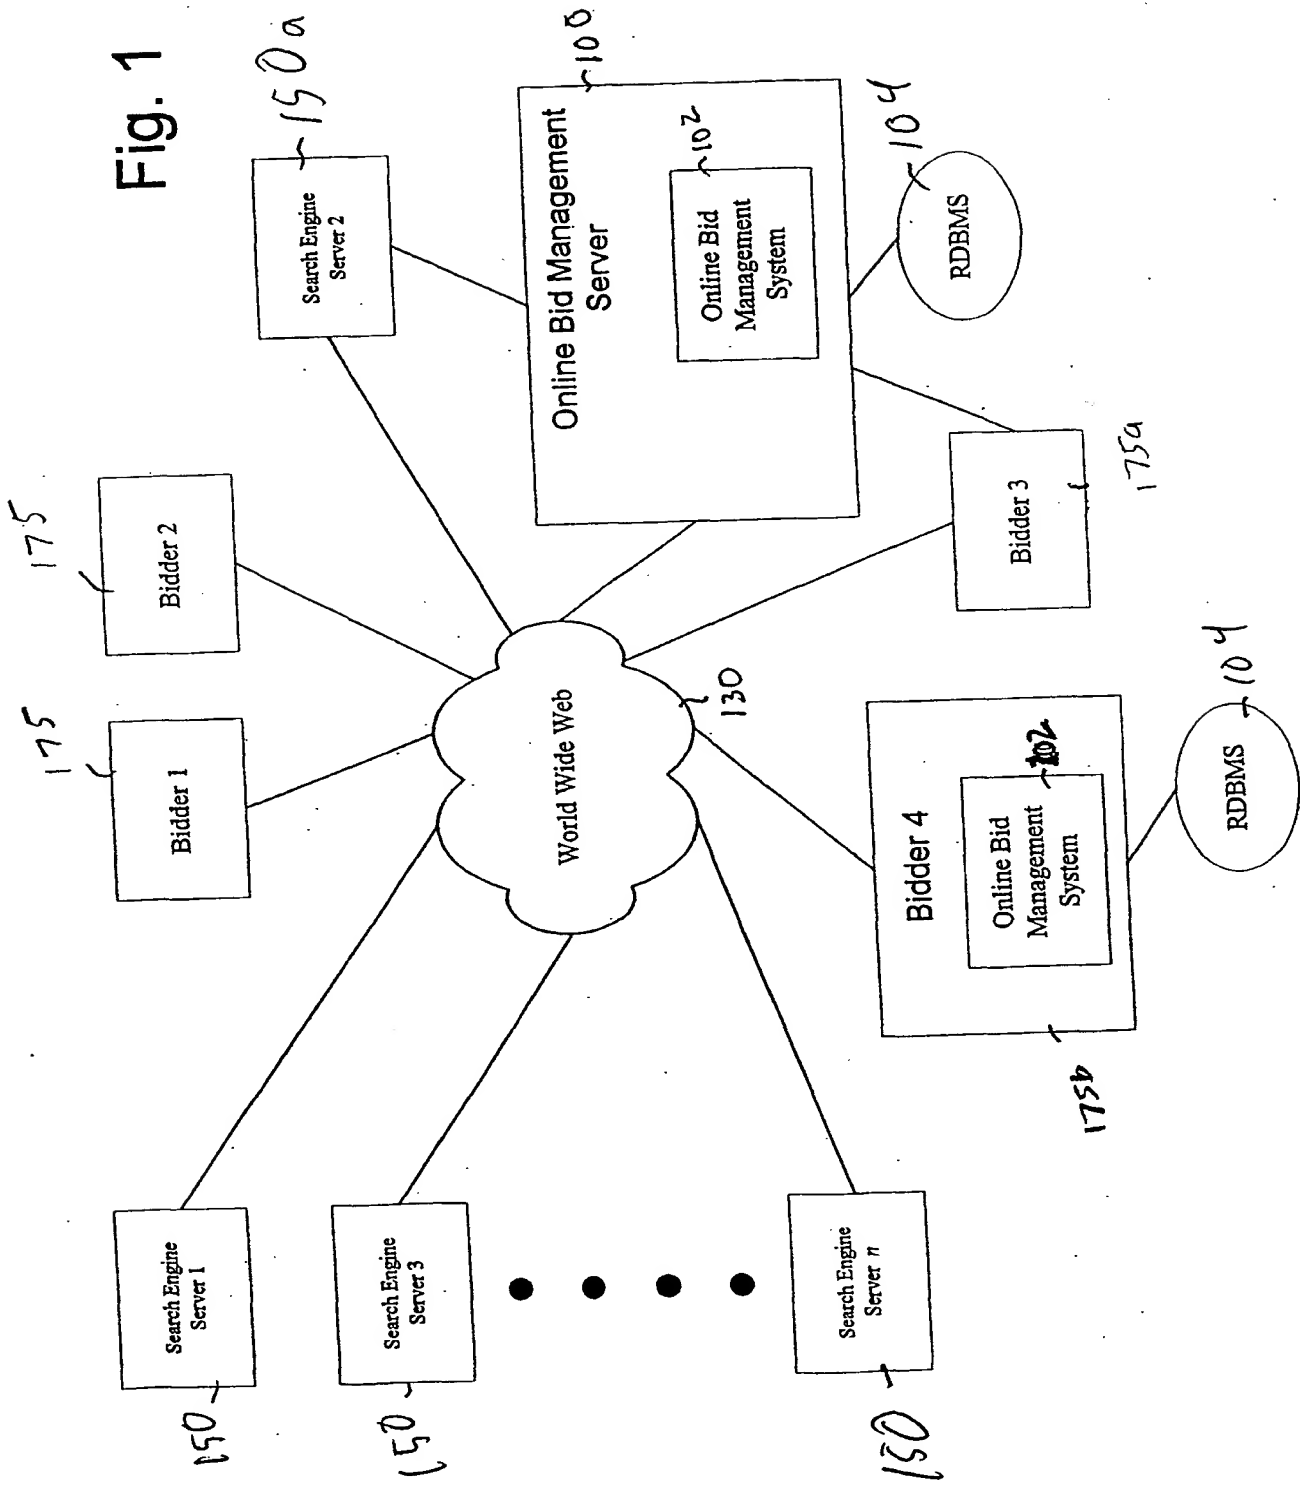 Fig. 1
175
175
150a
Bidder 1
Bidder 2
Search Engine
Server 2
150
Search Engine
Server 1
100
Online Bid Management
Server
102
Online Bid
Management
System
104
RDBMS
World Wide Web
130
150
Search Engine
Server 3
Bidder 3
175a
Bidder 4
102
Online Bid
Management
System
175b
104
RDBMS
150
Search Engine
Server n